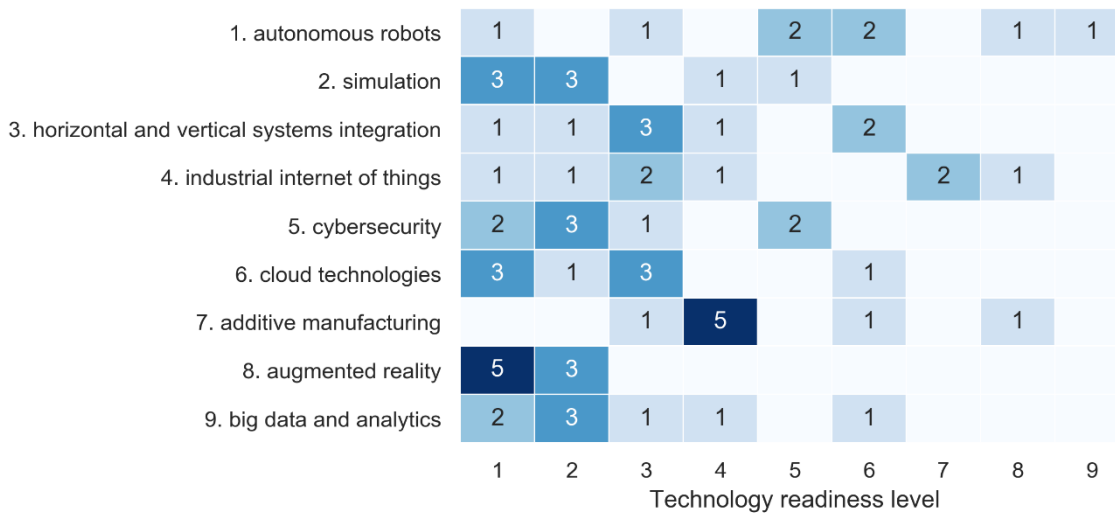 1. autonomous robots 1 1 2 2 1 1
2. simulation 3 3 1 1
3. horizontal and vertical systems integration 1 1 3 1 2
4. industrial internet of things 1 1 2 1 2 1
5. cybersecurity 2 3 1 2
6. cloud technologies 3 1 3 1
7. additive manufacturing 1 5 1 1
8. augmented reality 5 3
9. big data and analytics 2 3 1 1 1
1 2 3 4 5 6 7 8 9
Technology readiness level